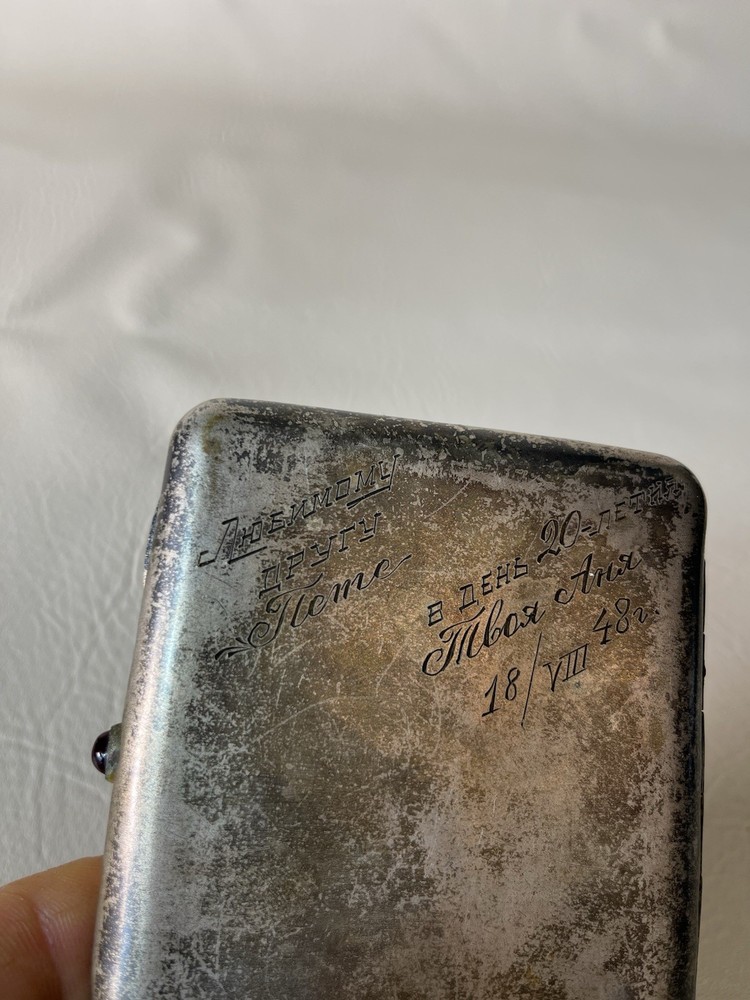 Любимому
другу
Пете
в день 20-летия
Твоя Аня
18/VIII 48г.